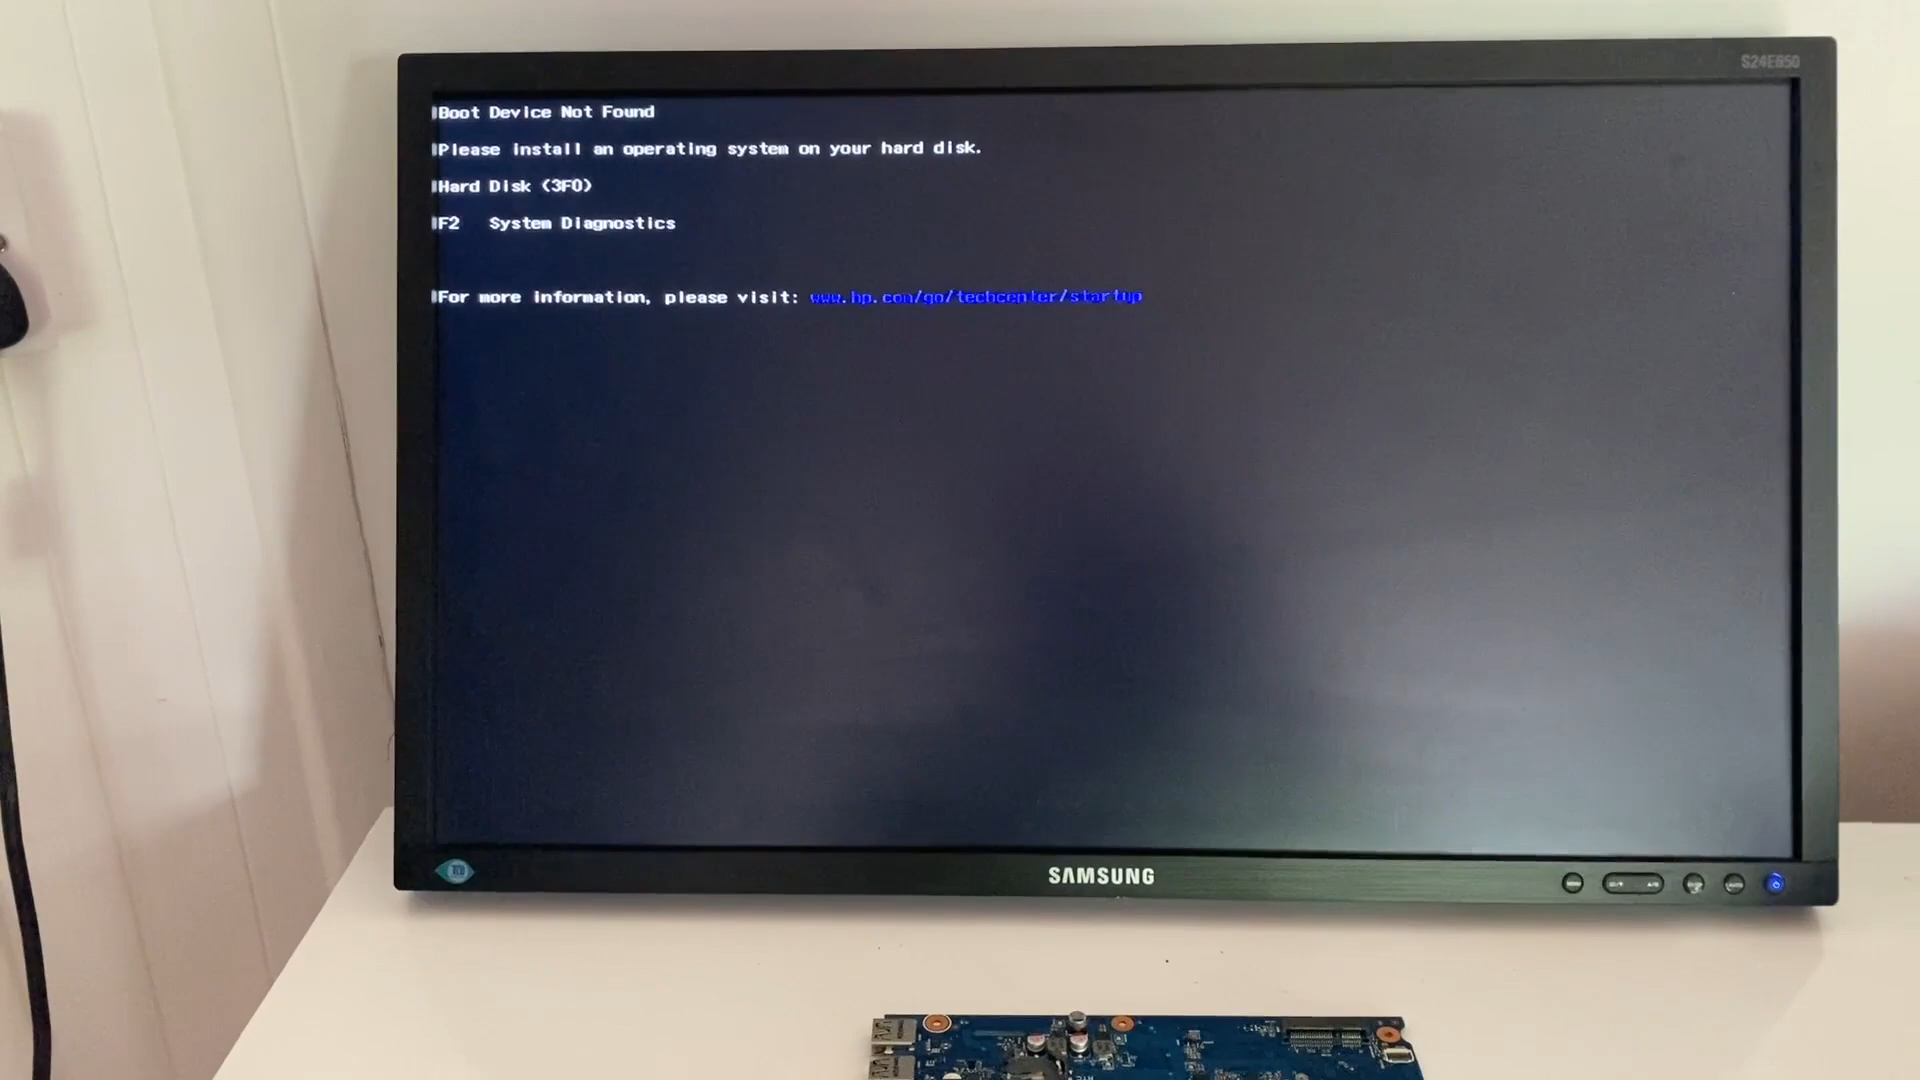 S24E650
Boot Device Not Found
Please install an operating system on your hard disk.
Hard Disk (3F0)
F2 System Diagnostics
For more information, please visit: www.hp.com/go/techcenter/startup
SAMSUNG